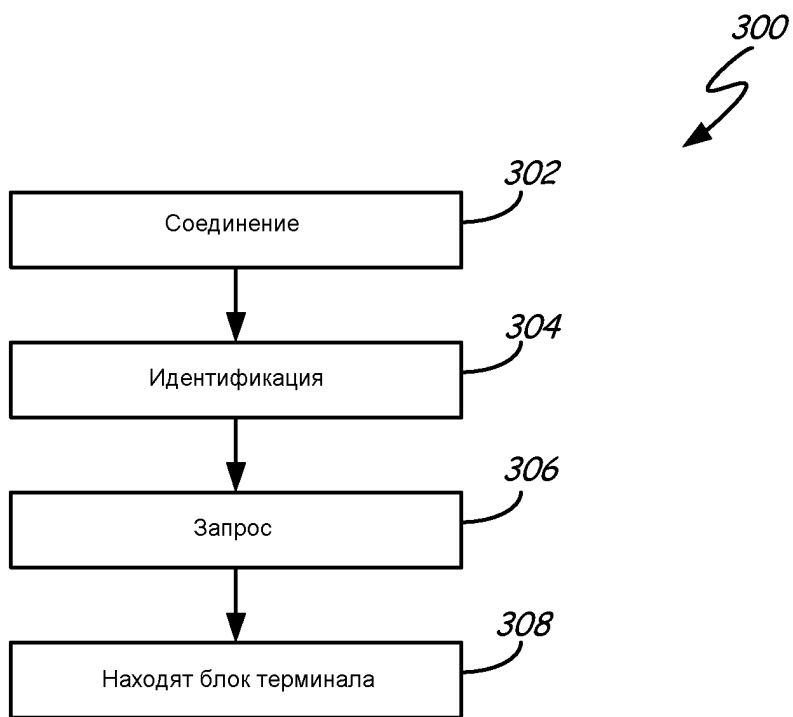 300
302
Соединение
304
Идентификация
306
Запрос
308
Находят блок терминала